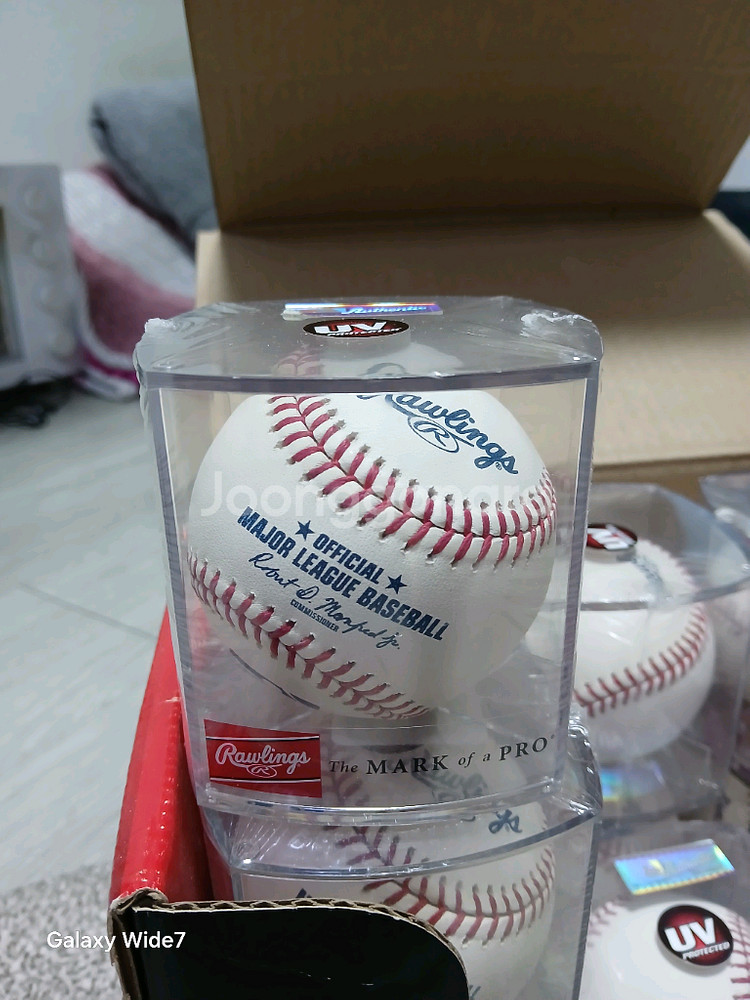 Authentic
UV
PROTECTED
Rawlings
R
OFFICIAL
MAJOR LEAGUE BASEBALL
Robert D. Manfred Jr.
COMMISSIONER
Rawlings
R
The MARK of a PRO®
UV
PROTECTED
Galaxy Wide7